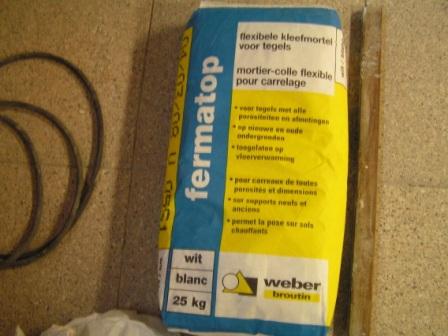 flexibele kleefmortel
voor tegels
mortier-colle flexible
pour carrelage
fermatop
• voor tegels met alle
porositeiten en afmetingen
• op nieuwe en oude
ondergronden
• toegelaten op
vloerverwarming
• pour carreaux de toutes
porosités et dimensions
• sur supports neufs et
anciens
• permet la pose sur sols
chauffants
wit
blanc
25 kg
weber
broutin